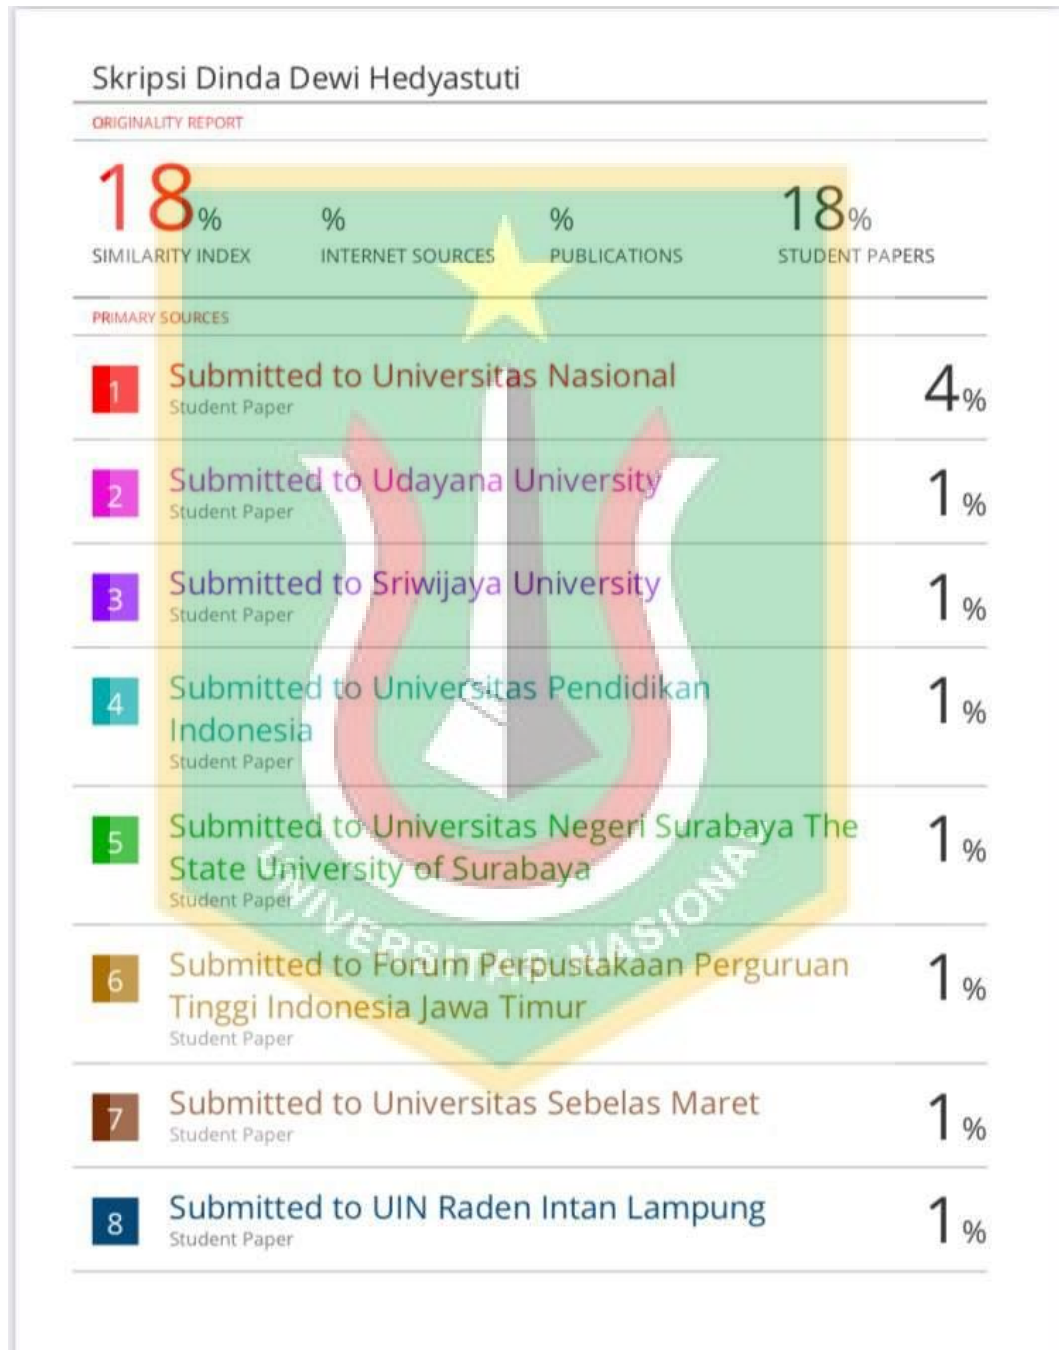 Skripsi Dinda Dewi Hedyastuti
ORIGINALITY REPORT
18% % % 18%
SIMILARITY INDEX INTERNET SOURCES PUBLICATIONS STUDENT PAPERS
PRIMARY SOURCES
1 Submitted to Universitas Nasional 4%
Student Paper
2 Submitted to Udayana University 1%
Student Paper
3 Submitted to Sriwijaya University 1%
Student Paper
4 Submitted to Universitas Pendidikan 1%
Indonesia
Student Paper
5 Submitted to Universitas Negeri Surabaya The 1%
State University of Surabaya
Student Paper
6 Submitted to Forum Perpustakaan Perguruan 1%
Tinggi Indonesia Jawa Timur
Student Paper
7 Submitted to Universitas Sebelas Maret 1%
Student Paper
8 Submitted to UIN Raden Intan Lampung 1%
Student Paper
UNIVERSITAS NASIONAL